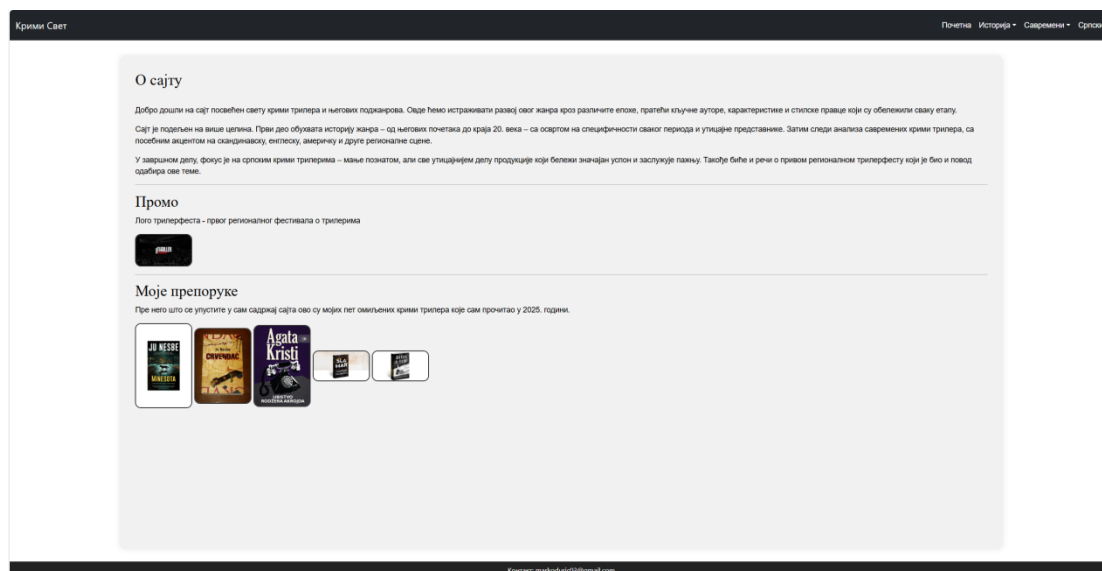 Крими Свет
Почетна Историја Савремени Српски
О сајту
Добро дошли на сајт посвећен свету крими трилера и његових поджанрова. Овде ћемо истраживати развој овог жанра кроз различите епохе, пратећи кључне ауторе, карактеристике и стилске правце који су обележили сваку етапу.
Сајт је подељен на више целина. Први део обухвата историју жанра – од његових почетака до краја 20. века – са освртом на специфичности сваког периода и утицајне представнике. Затим следи анализа савремених крими трилера, са
посебним акцентом на скандинавску, енглеску, америчку и друге регионалне сцене.
У завршном делу, фокус је на српским крими трилерима – мање познатом, али све утицајнијем делу продукције који бележи значајан успон и заслужује пажњу. Такође биће и речи о првом регионалном трилерфесту који је био и повод
одабира ове теме.
Промо
Лого трилерфеста - првог регионалног фестивала о трилерима
Моје препоруке
Пре него што се упустите у сам садржај сајта ово су мојих пет омиљених крими трилера које сам прочитао у 2025. години.
JU NESBE
MINESOTA
CRVENDAĆ
Agata
Kristi
UBISTVO
RODŽERA AKROJDA